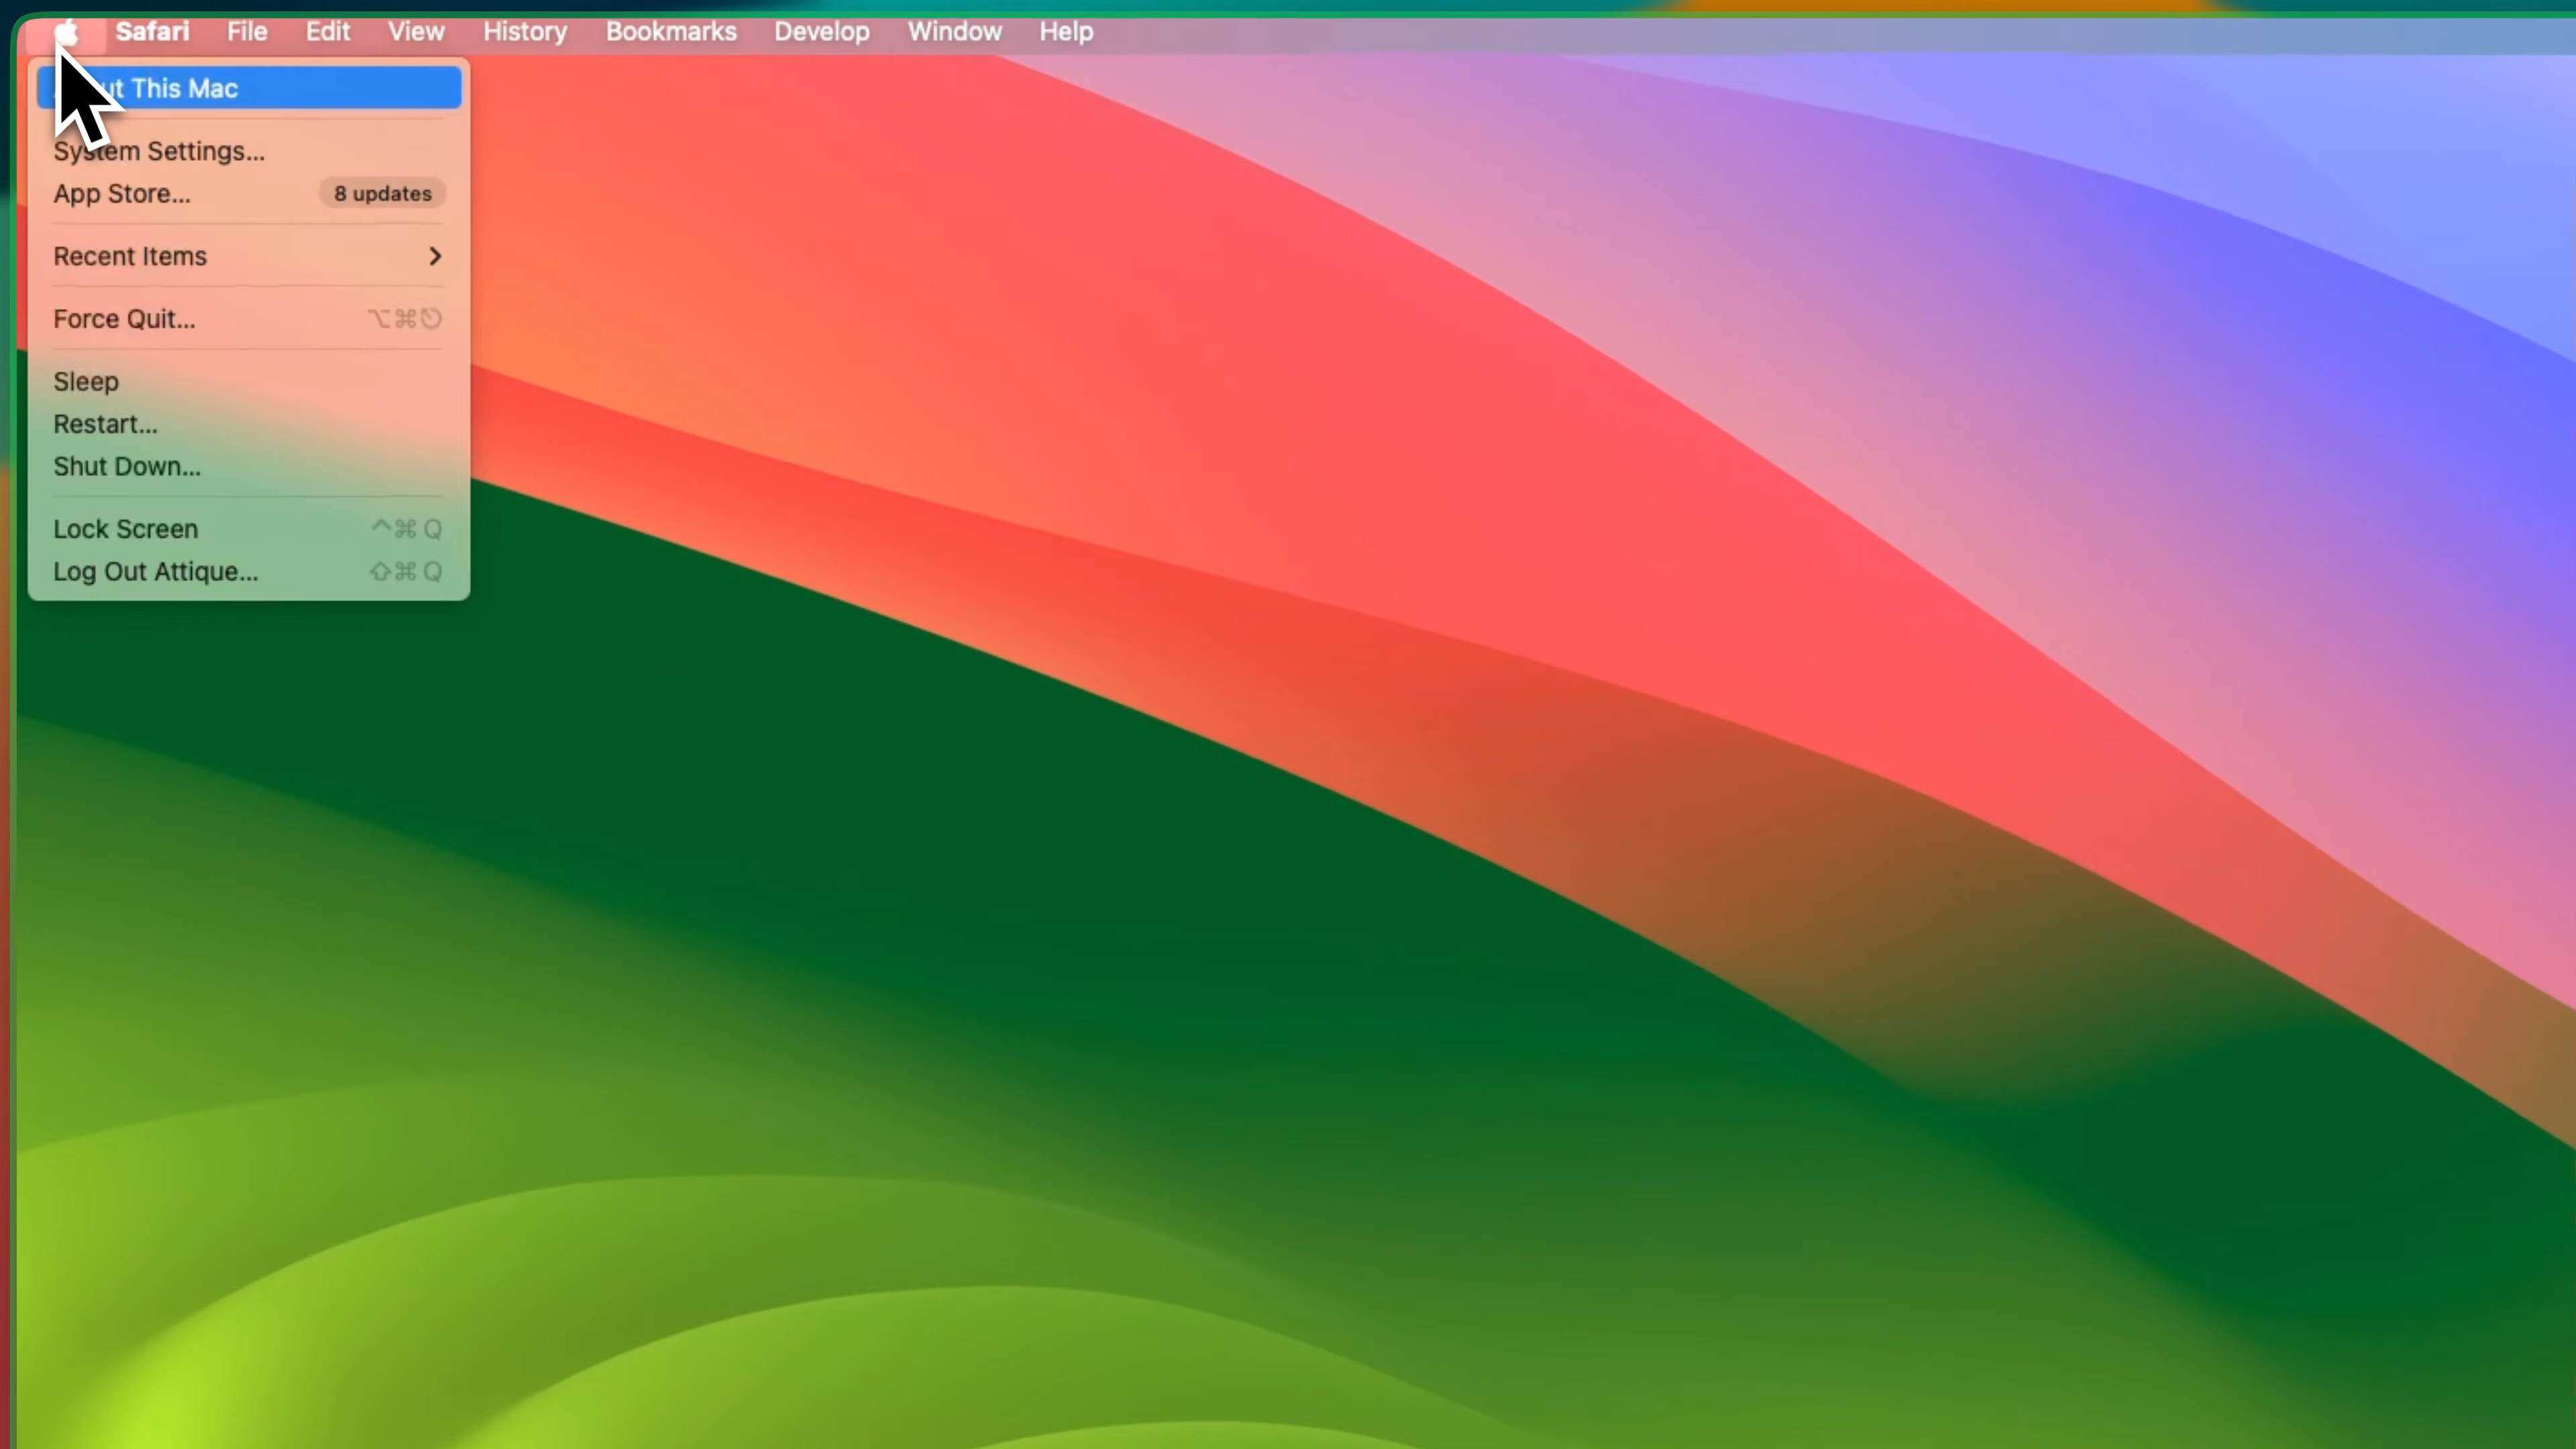 Safari File Edit View History Bookmarks Develop Window Help
ut This Mac
System Settings...
App Store... 8 updates
Recent Items
Force Quit... ⌥⌘⎋
Sleep
Restart...
Shut Down...
Lock Screen ^⌘Q
Log Out Attique... ⇧⌘Q